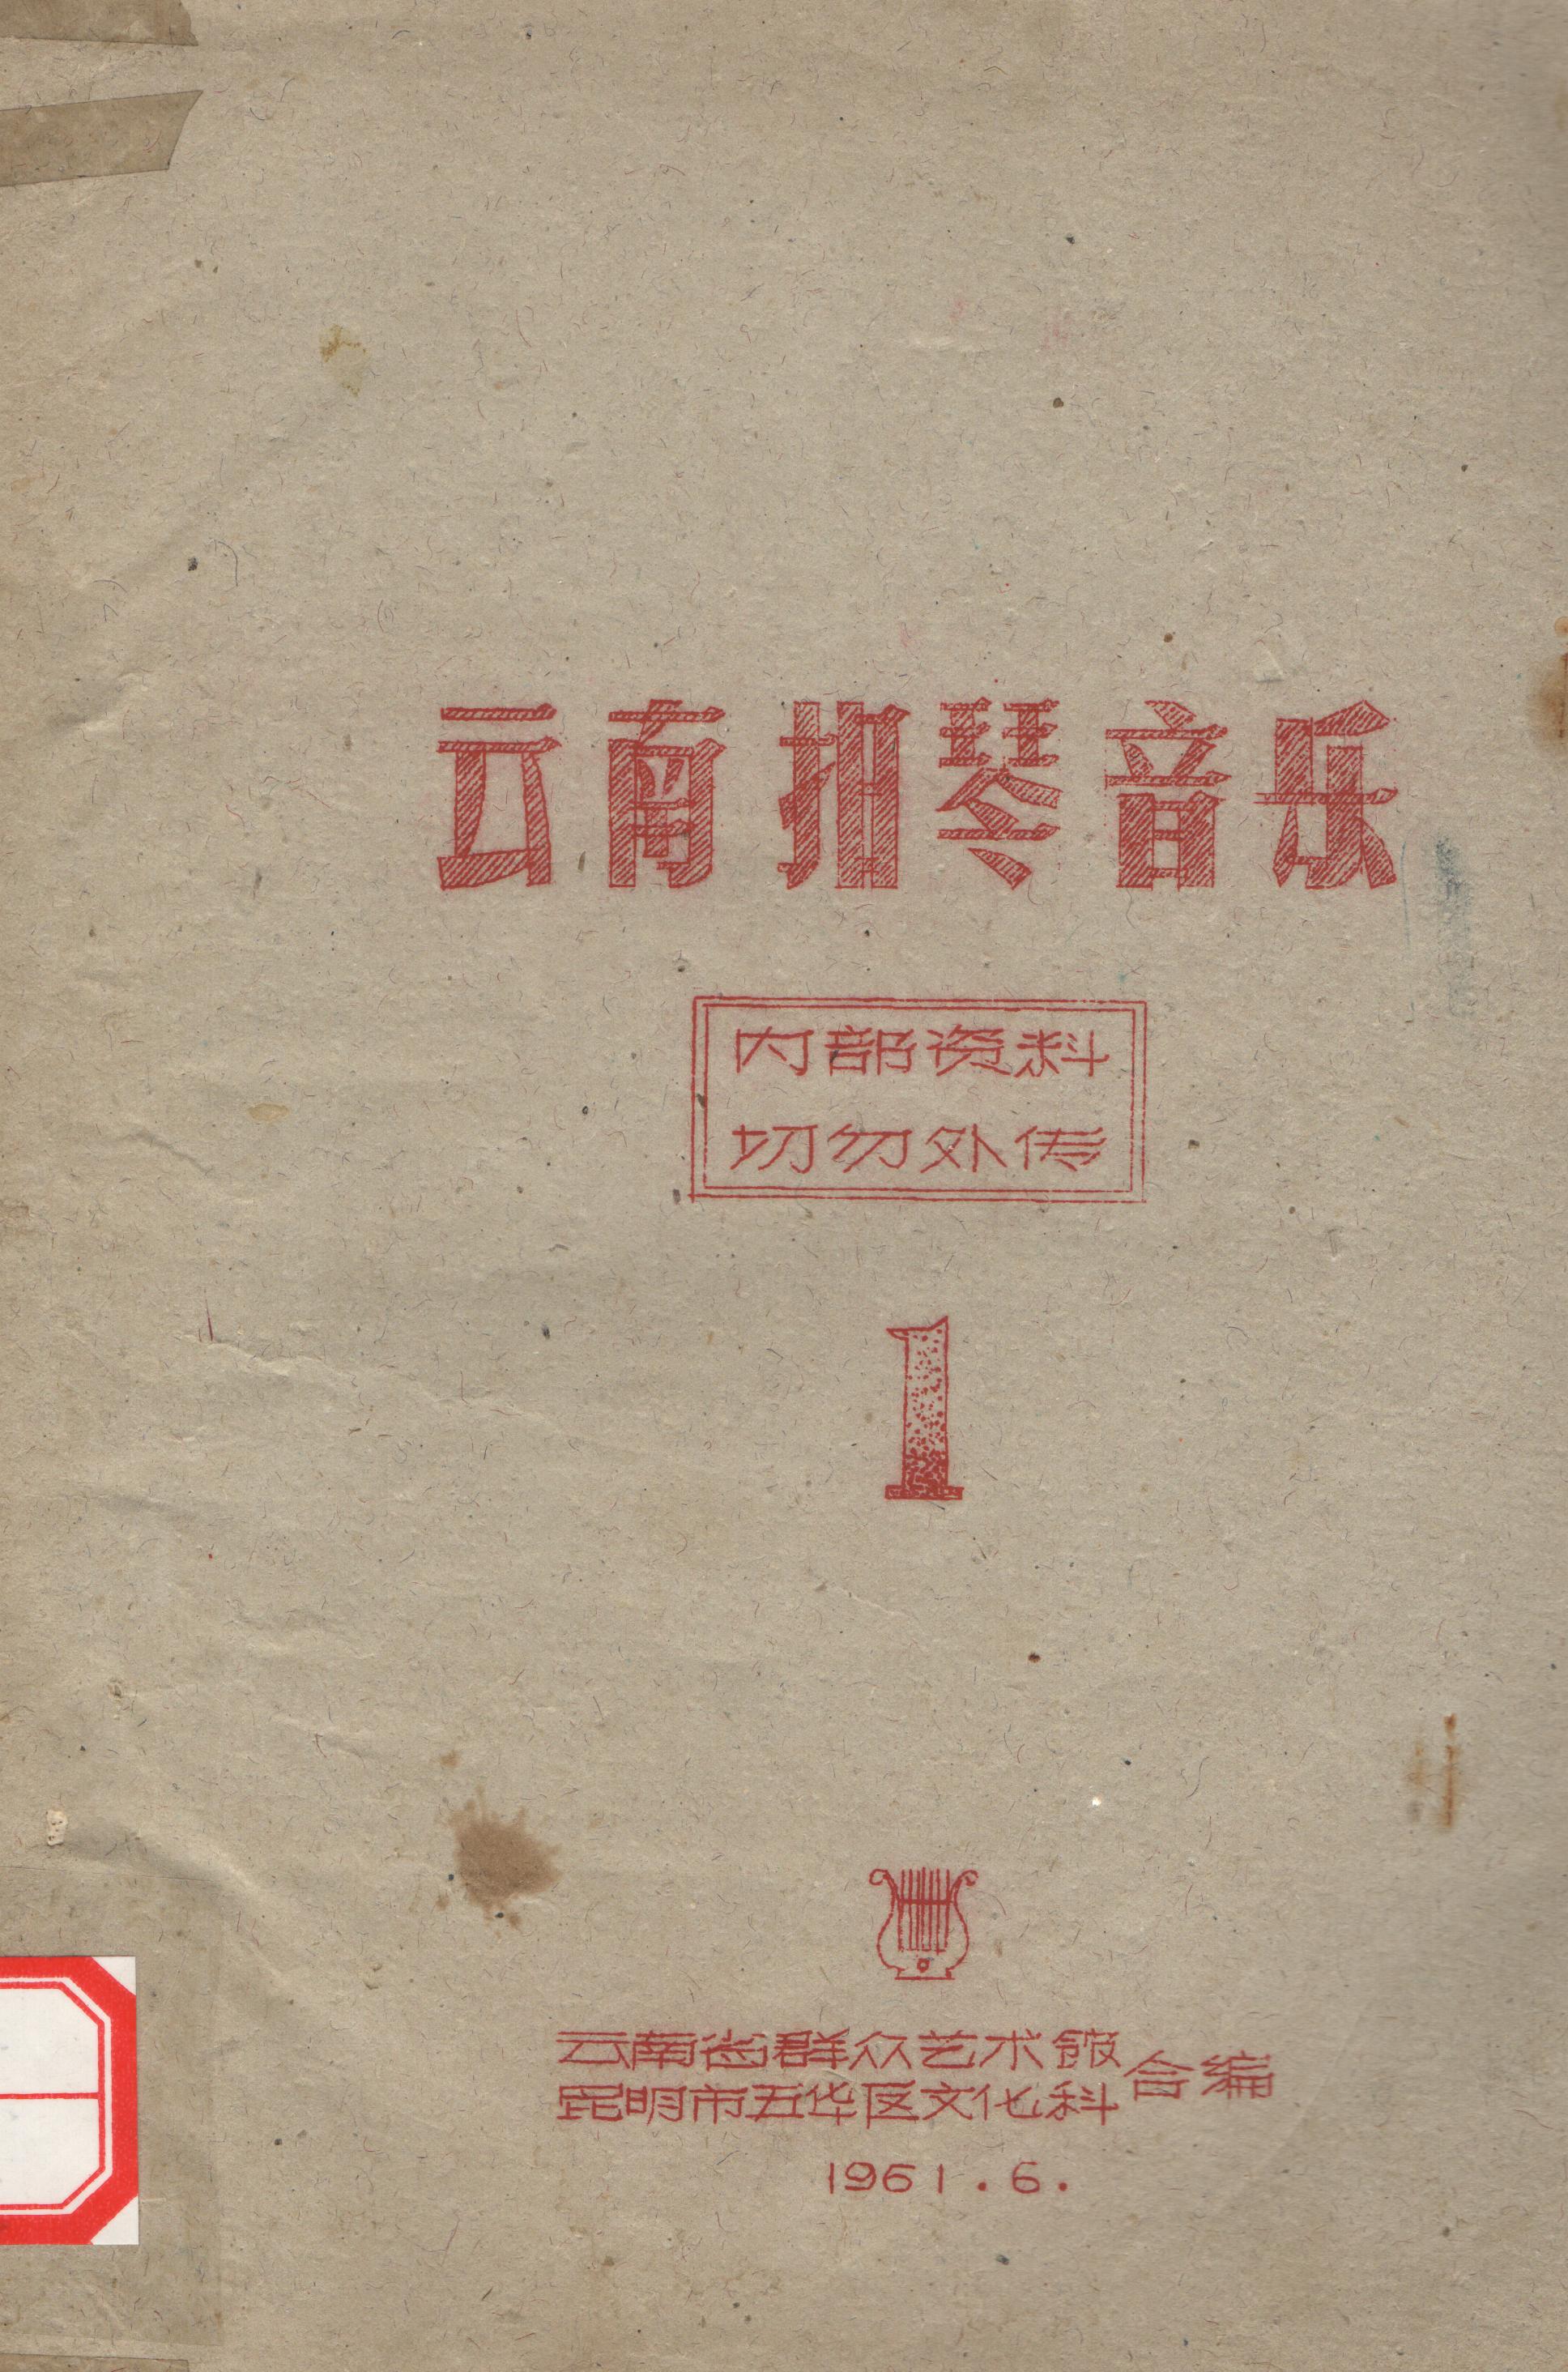 云南扬琴音乐
内部资料
切勿外传
1
云南省群众艺术馆
昆明市五华区文化科
合编
1961.6.